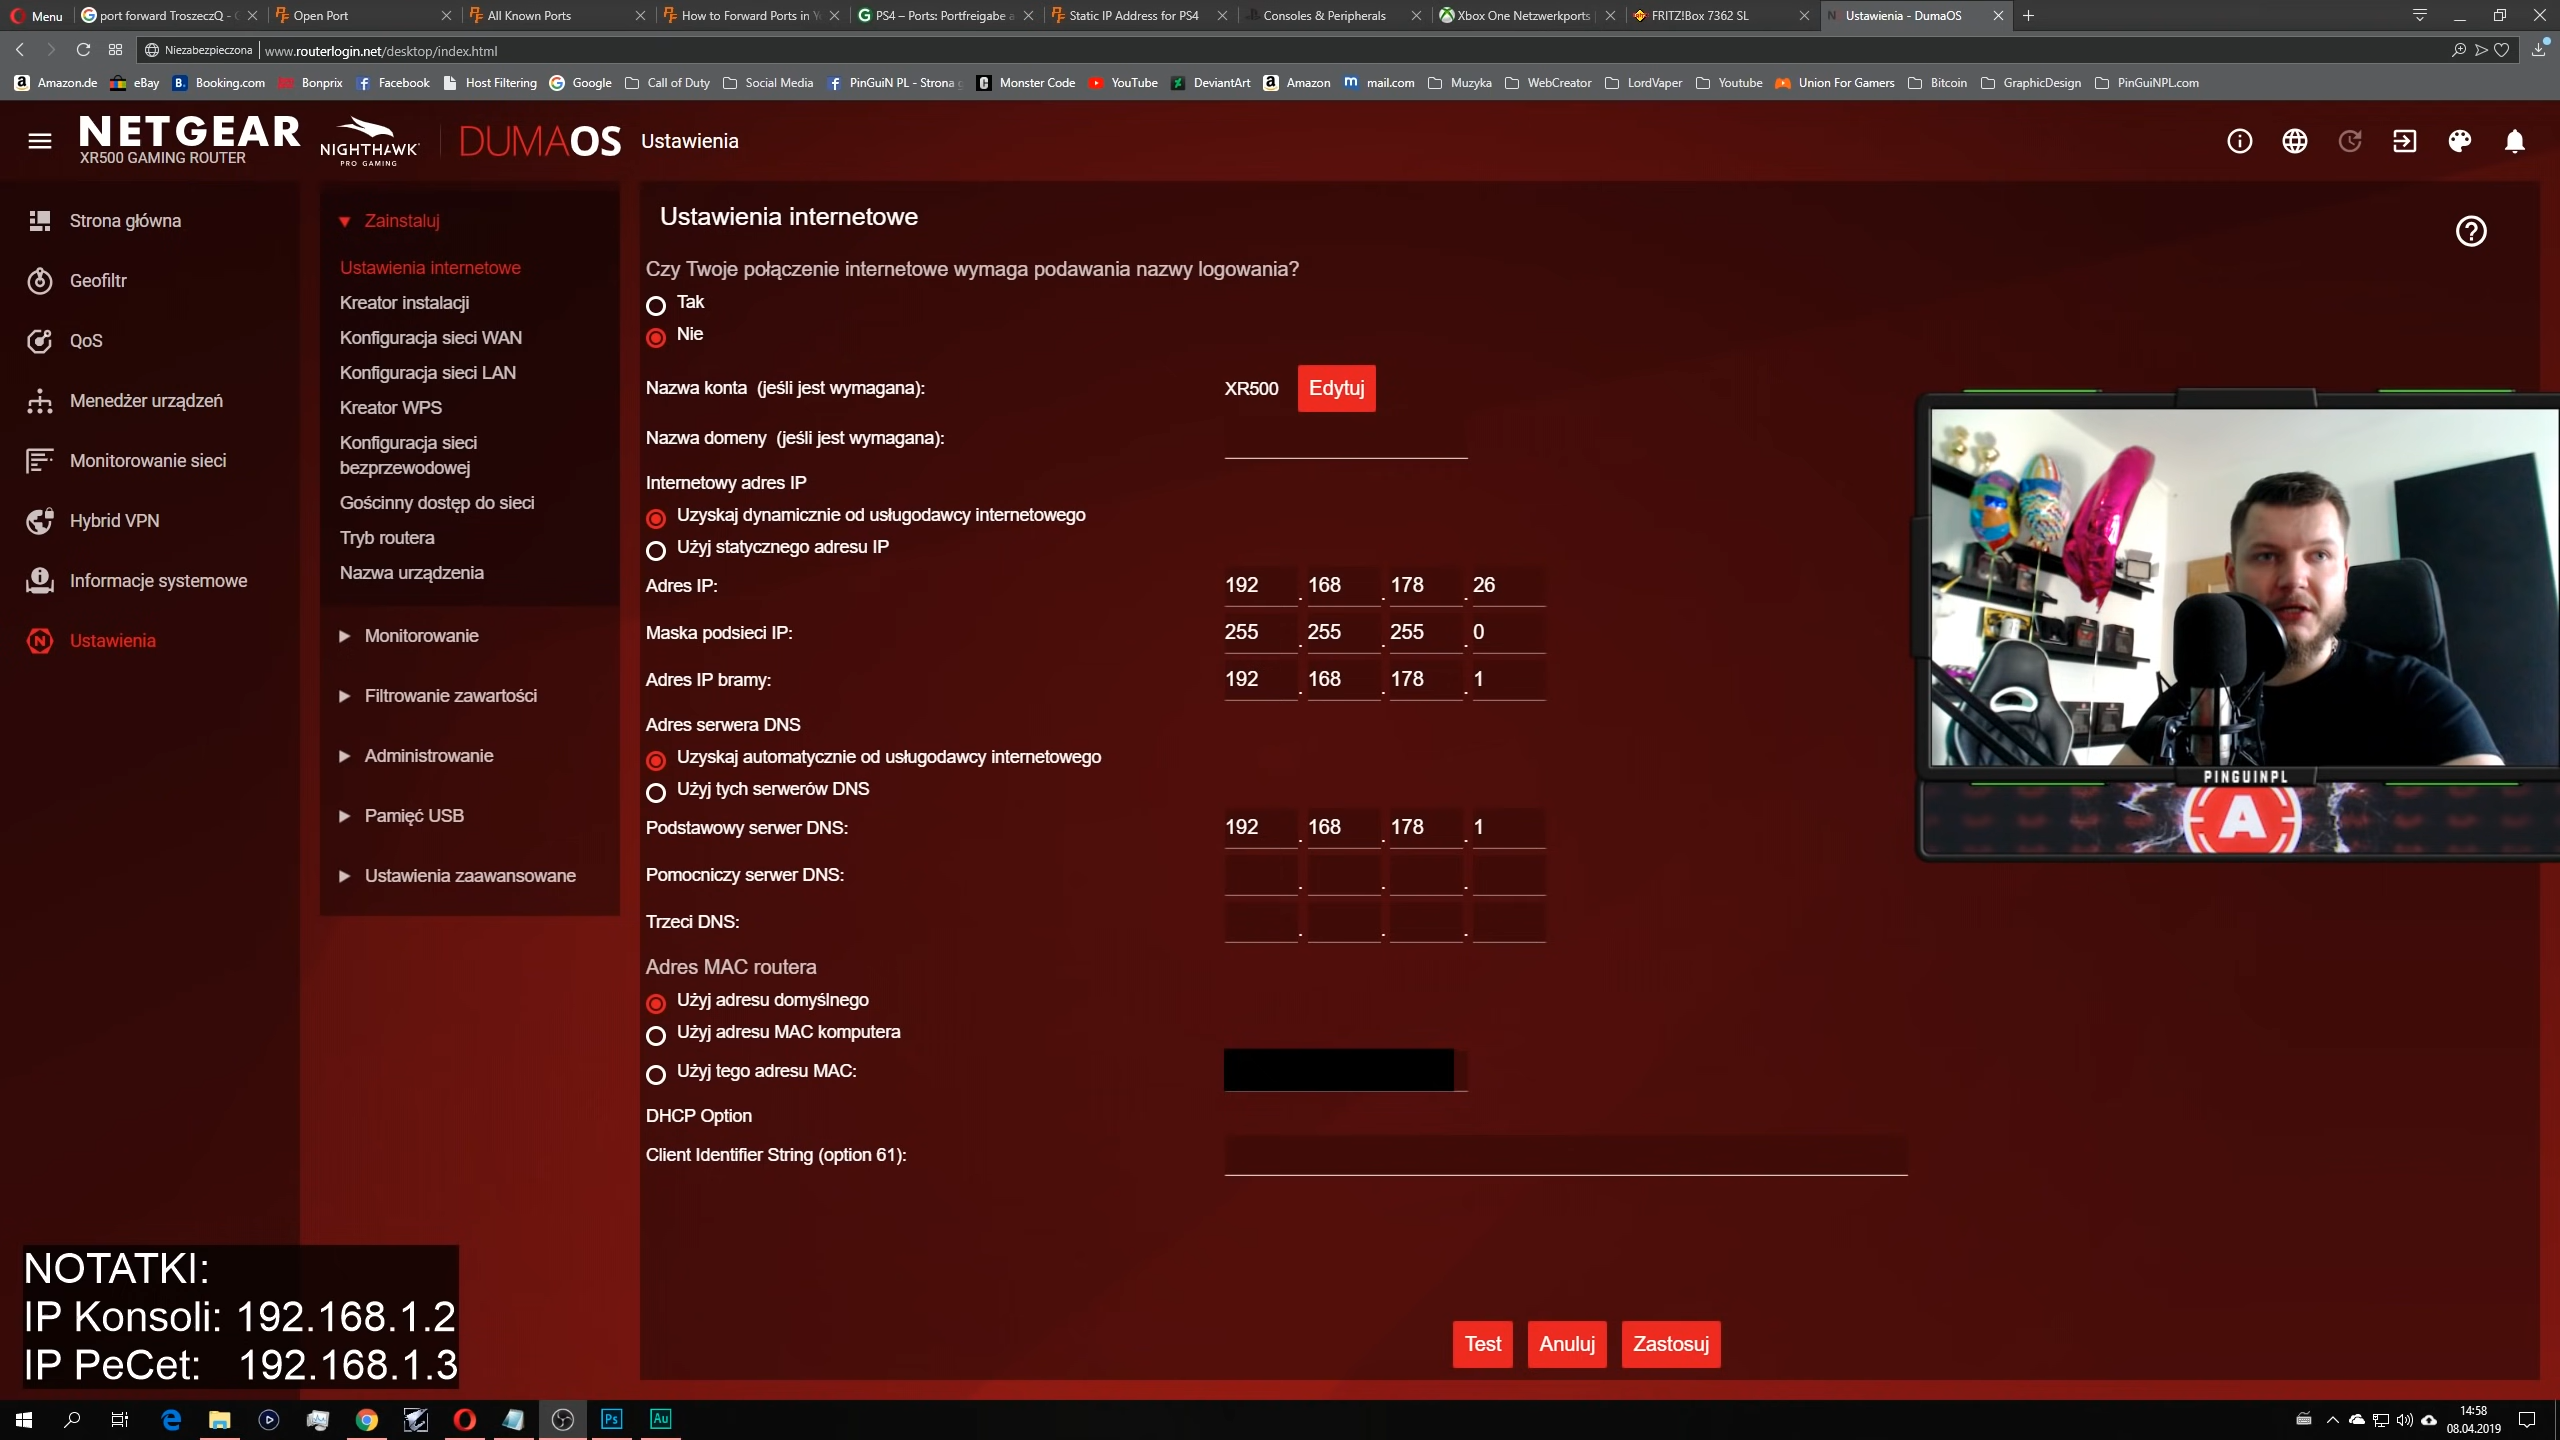 Menu
port forward TroszeczQ -
Open Port
All Known Ports
How to Forward Ports in Y
PS4 – Ports: Portfreigabe a
Static IP Address for PS4
Consoles & Peripherals
Xbox One Netzwerkports
FRITZ!Box 7362 SL
Ustawienia - DumaOS
Niezabezpieczona
www.routerlogin.net/desktop/index.html
Amazon.de
eBay
Booking.com
Bonprix
Facebook
Host Filtering
Google
Call of Duty
Social Media
PinGuiN PL - Strona g
Monster Code
YouTube
DeviantArt
Amazon
mail.com
Muzyka
WebCreator
LordVaper
Youtube
Union For Gamers
Bitcoin
GraphicDesign
PinGuiNPL.com
NETGEAR
XR500 GAMING ROUTER
NIGHTHAWK
PRO GAMING
DUMAOS
Ustawienia
Strona główna
Geofiltr
QoS
Menedżer urządzeń
Monitorowanie sieci
Hybrid VPN
Informacje systemowe
Ustawienia
Zainstaluj
Ustawienia internetowe
Kreator instalacji
Konfiguracja sieci WAN
Konfiguracja sieci LAN
Kreator WPS
Konfiguracja sieci
bezprzewodowej
Gościnny dostęp do sieci
Tryb routera
Nazwa urządzenia
Monitorowanie
Filtrowanie zawartości
Administrowanie
Pamięć USB
Ustawienia zaawansowane
Ustawienia internetowe
Czy Twoje połączenie internetowe wymaga podawania nazwy logowania?
Tak
Nie
Nazwa konta (jeśli jest wymagana): XR500 Edytuj
Nazwa domeny (jeśli jest wymagana):
Internetowy adres IP
Uzyskaj dynamicznie od usługodawcy internetowego
Użyj statycznego adresu IP
Adres IP: 192 . 168 . 178 . 26
Maska podsieci IP: 255 . 255 . 255 . 0
Adres IP bramy: 192 . 168 . 178 . 1
Adres serwera DNS
Uzyskaj automatycznie od usługodawcy internetowego
Użyj tych serwerów DNS
Podstawowy serwer DNS: 192 . 168 . 178 . 1
Pomocniczy serwer DNS: . . .
Trzeci DNS: . . .
Adres MAC routera
Użyj adresu domyślnego
Użyj adresu MAC komputera
Użyj tego adresu MAC:
DHCP Option
Client Identifier String (option 61):
Test Anuluj Zastosuj
PINGUINPL
A
NOTATKI:
IP Konsoli: 192.168.1.2
IP PeCet: 192.168.1.3
Ps
Au
14:58
08.04.2019